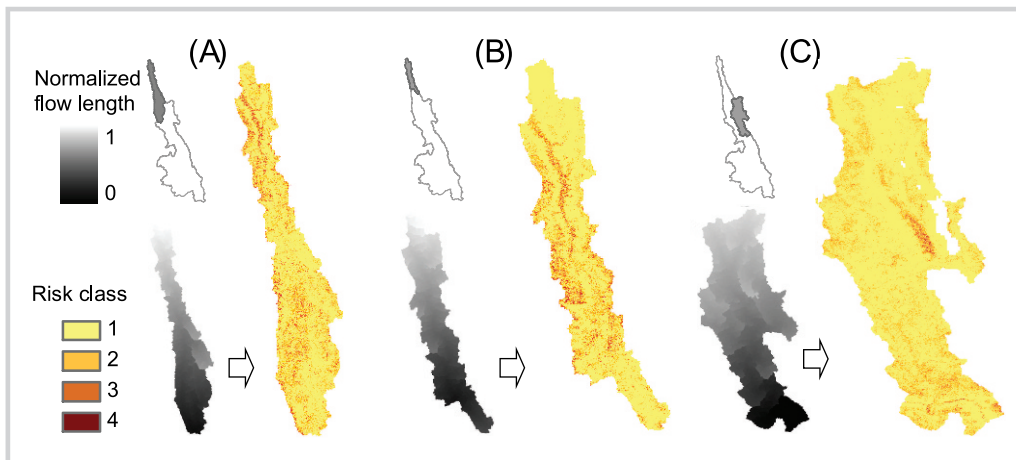 (A)
(B)
(C)
Normalized
flow length
1
0
Risk class
1
2
3
4